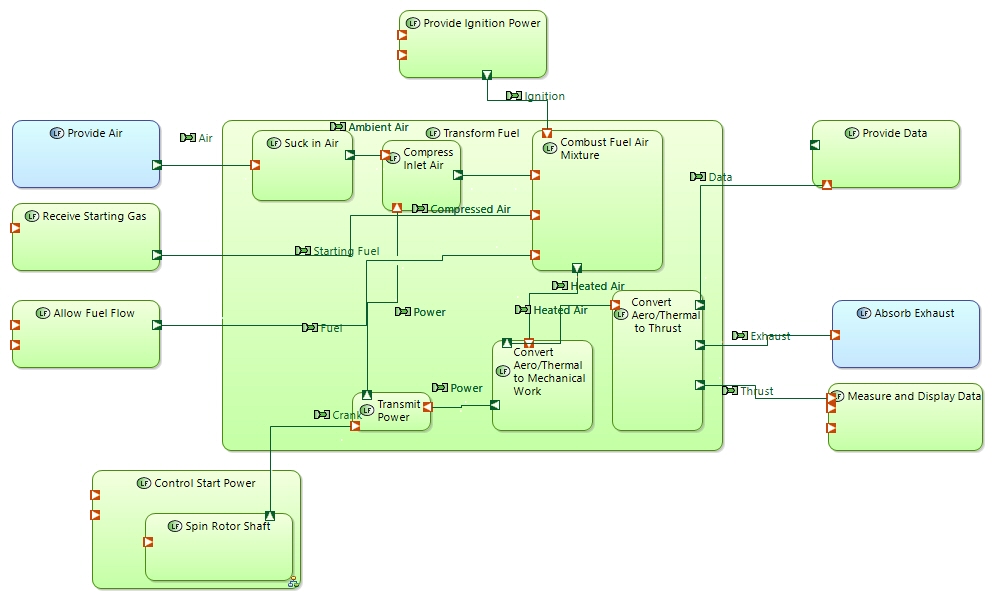 LF Provide Ignition Power
Ignition
LF Provide Air
Air
Ambient Air
LF Transform Fuel
LF Suck in Air
LF Compress
Inlet Air
LF Combust Fuel Air
Mixture
LF Provide Data
Data
LF Receive Starting Gas
Compressed Air
Starting Fuel
Heated Air
LF Allow Fuel Flow
Fuel
Power
Heated Air
LF Convert
Aero/Thermal
to Thrust
LF Absorb Exhaust
Exhaust
LF Convert
Aero/Thermal
to Mechanical
Work
Power
Thrust
LF Measure and Display Data
LF Transmit
Power
Crank
LF Control Start Power
LF Spin Rotor Shaft